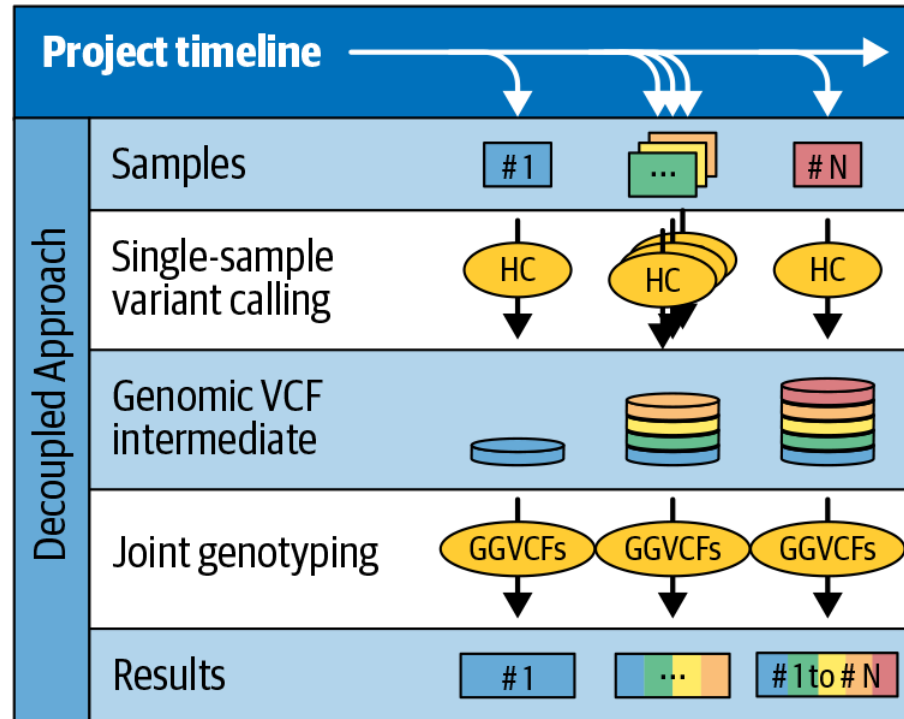 Project timeline
Decoupled Approach
Samples
# 1
...
# N
Single-sample
variant calling
HC
HC
HC
Genomic VCF
intermediate
Joint genotyping
GGVCFs
GGVCFs
GGVCFs
Results
# 1
...
# 1 to # N